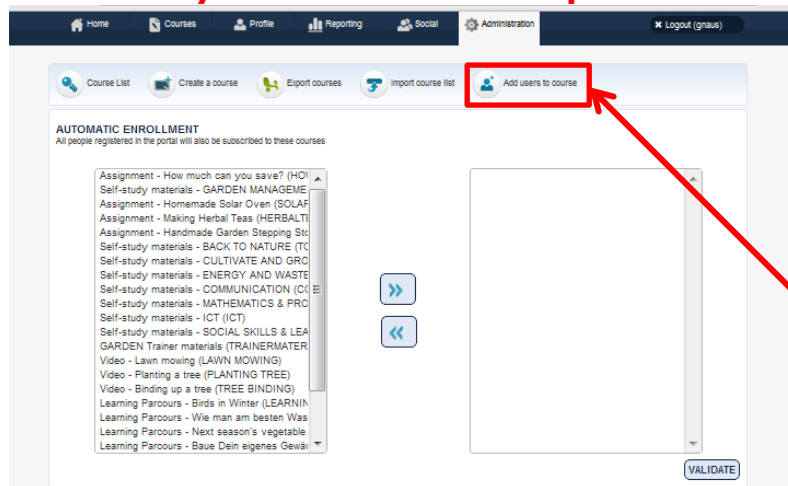 Home Courses Profile Reporting Social Administration Logout (gnaus)
Course List Create a course Export courses Import course list Add users to course
AUTOMATIC ENROLLMENT
All people registered in the portal will also be subscribed to these courses
Assignment - How much can you save? (HO
Self-study materials - GARDEN MANAGEME
Assignment - Homemade Solar Oven (SOLAR
Assignment - Making Herbal Teas (HERBALTE
Assignment - Handmade Garden Stepping Sto
Self-study materials - BACK TO NATURE (TO
Self-study materials - CULTIVATE AND GRO
Self-study materials - ENERGY AND WASTE
Self-study materials - COMMUNICATION (CO
Self-study materials - MATHEMATICS & PRO
Self-study materials - ICT (ICT)
Self-study materials - SOCIAL SKILLS & LEA
GARDEN Trainer materials (TRAINERMATER
Video - Lawn mowing (LAWN MOWING)
Video - Planting a tree (PLANTING TREE)
Video - Binding up a tree (TREE BINDING)
Learning Parcours - Birds in Winter (LEARNIN
Learning Parcours - Wie man am besten Was
Learning Parcours - Next season's vegetable
Learning Parcours - Baue Dein eigenes Gewä
VALIDATE